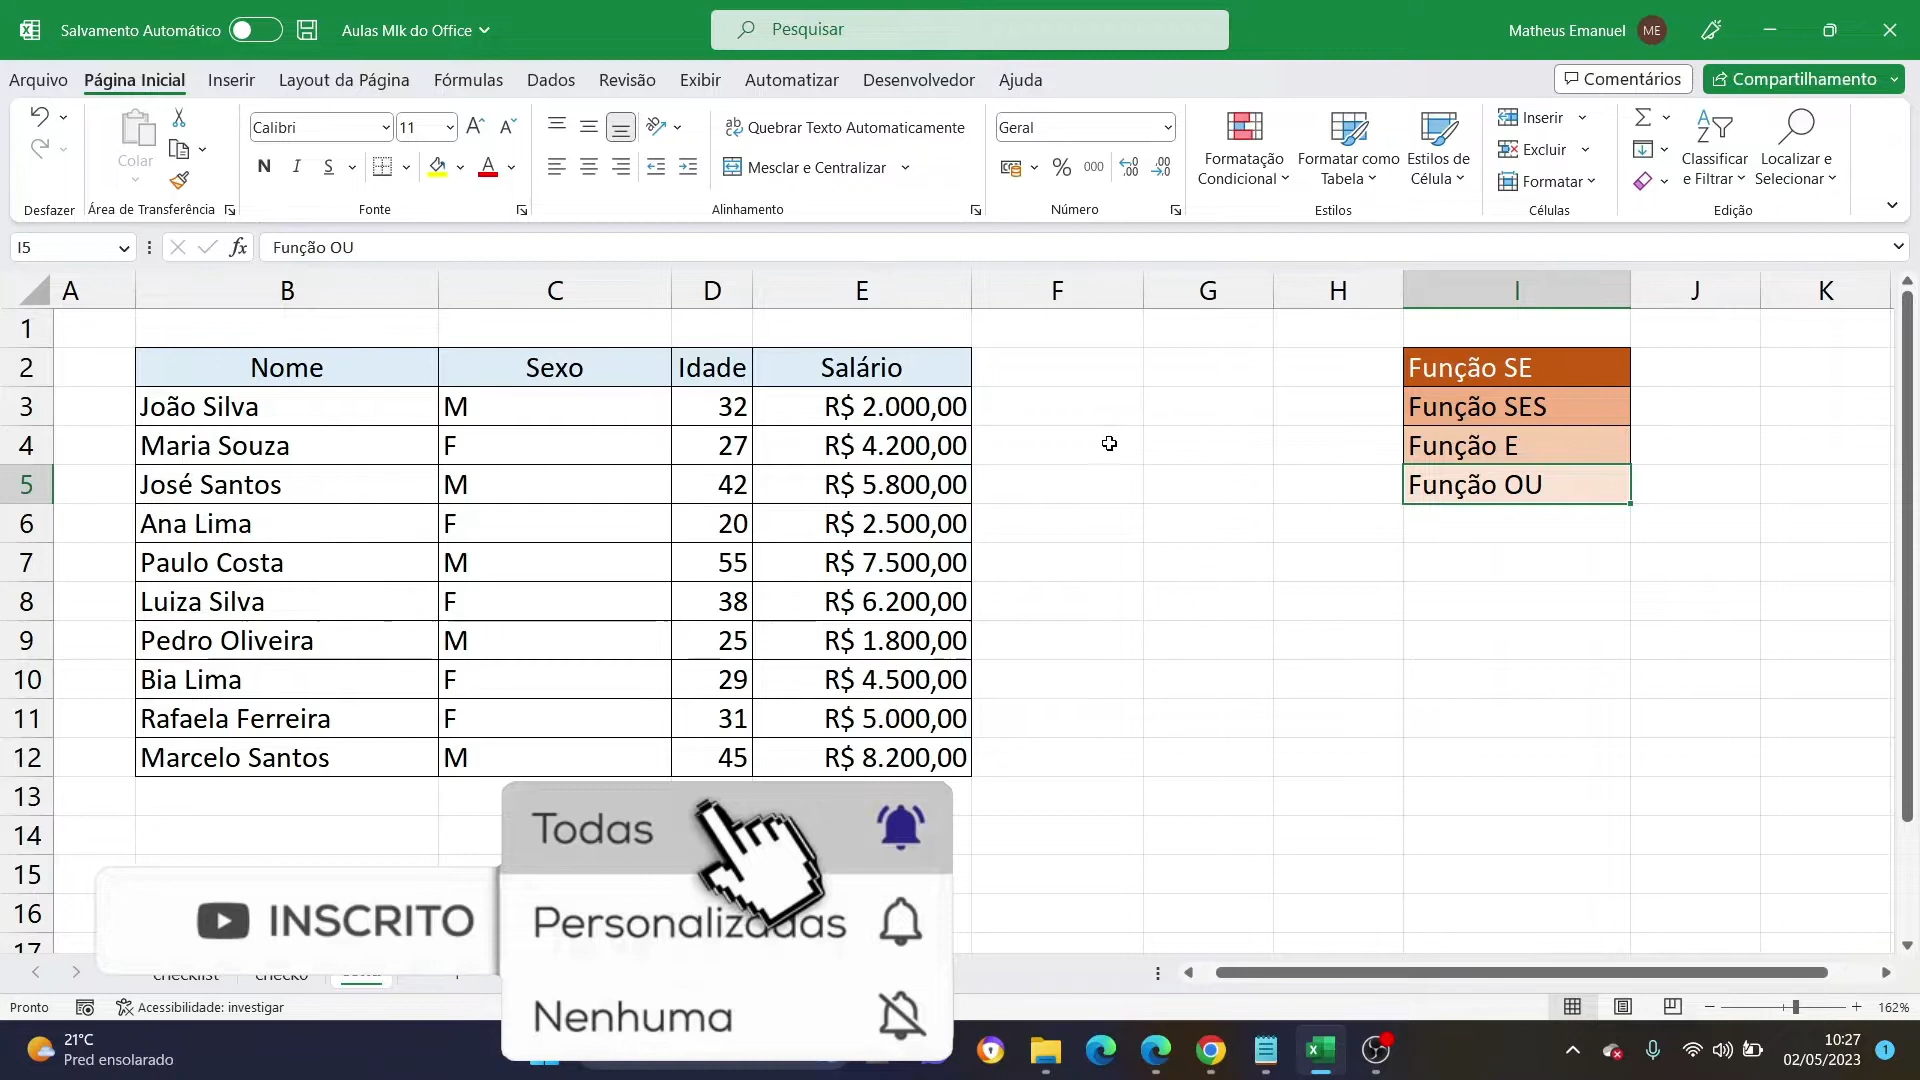 Salvamento Automático
Aulas Mlk do Office
Pesquisar
Matheus Emanuel ME
Arquivo Página Inicial Inserir Layout da Página Fórmulas Dados Revisão Exibir Automatizar Desenvolvedor Ajuda
Comentários Compartilhamento
Colar
Calibri 11
N I S
Quebrar Texto Automaticamente
Mesclar e Centralizar
Geral
% 000
Formatação Condicional
Formatar como Tabela
Estilos de Célula
Inserir
Excluir
Formatar
Classificar e Filtrar
Localizar e Selecionar
Desfazer Área de Transferência Fonte Alinhamento Número Estilos Células Edição
I5 fx Função OU
A B C D E F G H I J K
1
2 Nome Sexo Idade Salário Função SE
3 João Silva M 32 R$ 2.000,00 Função SES
4 Maria Souza F 27 R$ 4.200,00 Função E
5 José Santos M 42 R$ 5.800,00 Função OU
6 Ana Lima F 20 R$ 2.500,00
7 Paulo Costa M 55 R$ 7.500,00
8 Luiza Silva F 38 R$ 6.200,00
9 Pedro Oliveira M 25 R$ 1.800,00
10 Bia Lima F 29 R$ 4.500,00
11 Rafaela Ferreira F 31 R$ 5.000,00
12 Marcelo Santos M 45 R$ 8.200,00
13
14
15
16
17
Todas
INSCRITO
Personalizadas
Nenhuma
checklist
Pronto Acessibilidade: investigar
162%
21°C
Pred ensolarado
10:27
02/05/2023
1